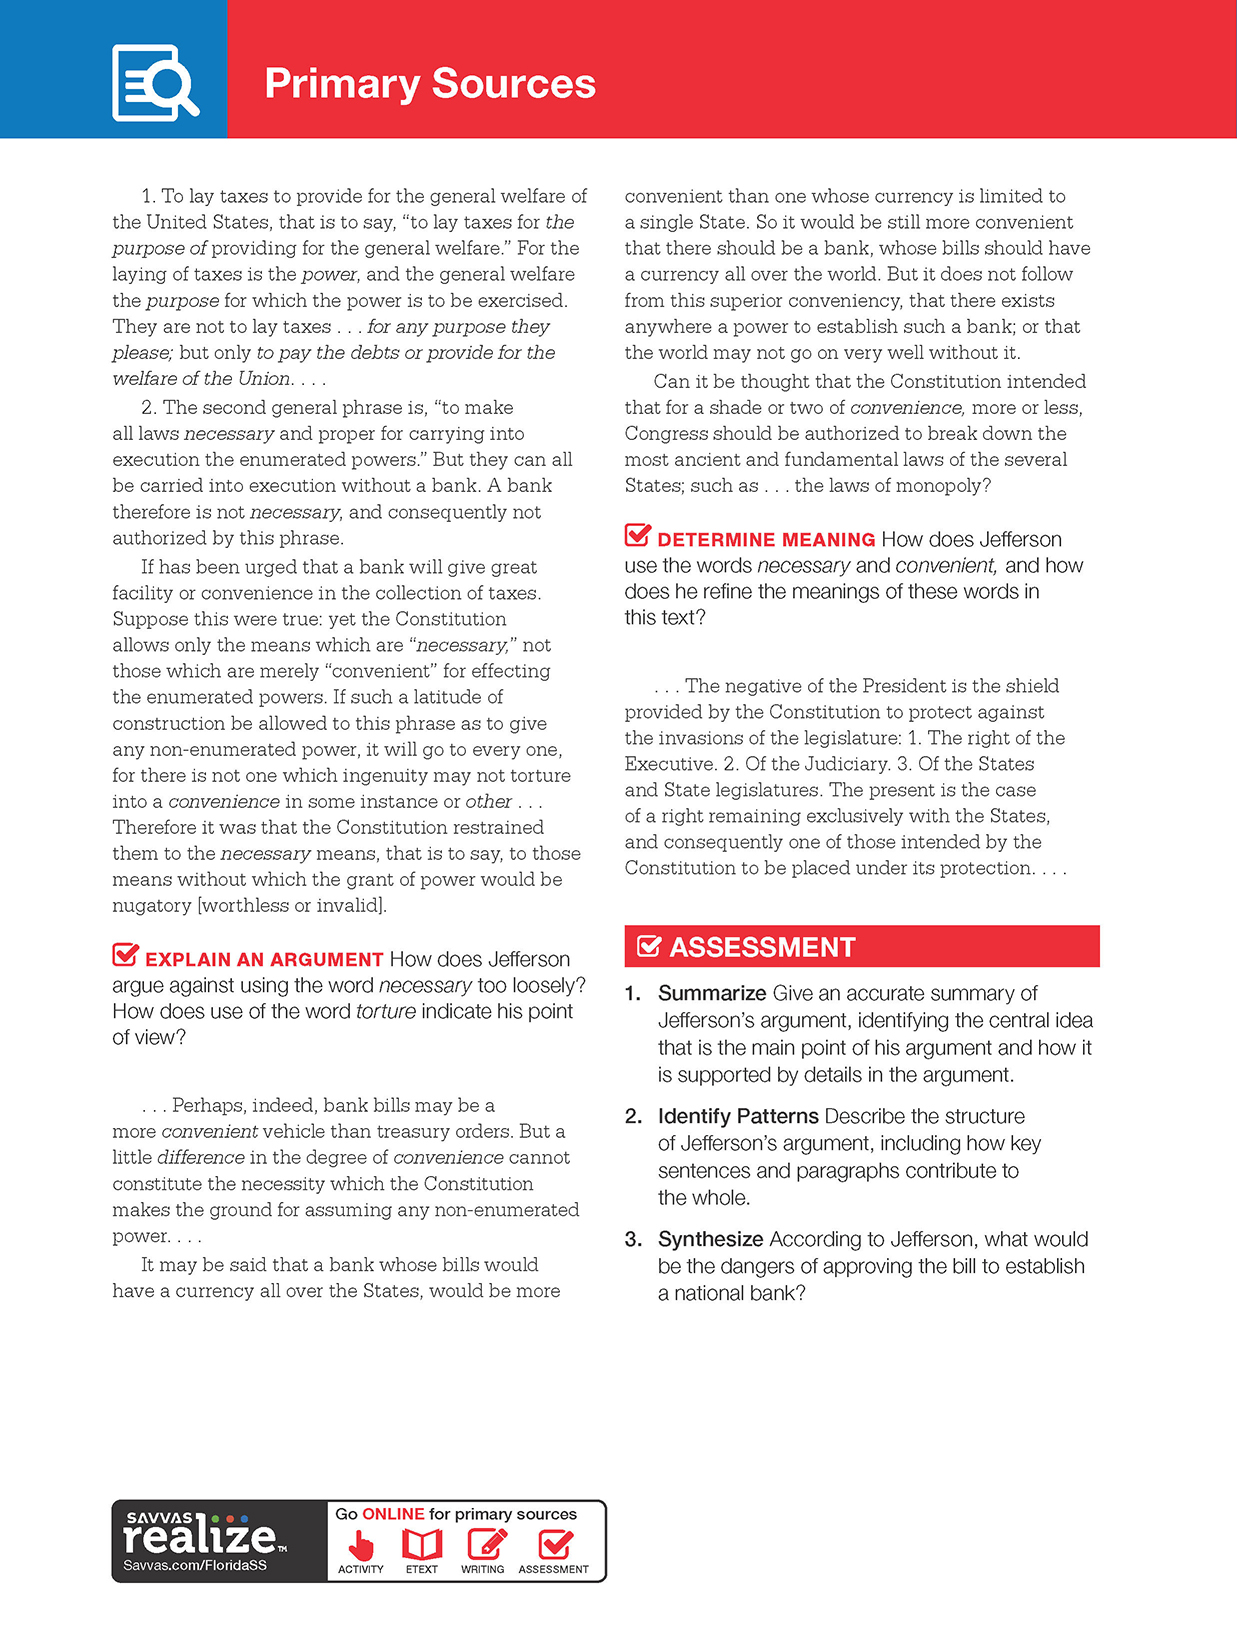 Primary Sources
1. To lay taxes to provide for the general welfare of
the United States, that is to say, “to lay taxes for the
purpose of providing for the general welfare.” For the
laying of taxes is the power, and the general welfare
the purpose for which the power is to be exercised.
They are not to lay taxes . . . for any purpose they
please; but only to pay the debts or provide for the
welfare of the Union. . . .
2. The second general phrase is, “to make
all laws necessary and proper for carrying into
execution the enumerated powers.” But they can all
be carried into execution without a bank. A bank
therefore is not necessary, and consequently not
authorized by this phrase.
If has been urged that a bank will give great
facility or convenience in the collection of taxes.
Suppose this were true: yet the Constitution
allows only the means which are “necessary,” not
those which are merely “convenient” for effecting
the enumerated powers. If such a latitude of
construction be allowed to this phrase as to give
any non-enumerated power, it will go to every one,
for there is not one which ingenuity may not torture
into a convenience in some instance or other . . .
Therefore it was that the Constitution restrained
them to the necessary means, that is to say, to those
means without which the grant of power would be
nugatory [worthless or invalid].
EXPLAIN AN ARGUMENT How does Jefferson
argue against using the word necessary too loosely?
How does use of the word torture indicate his point
of view?
. . . Perhaps, indeed, bank bills may be a
more convenient vehicle than treasury orders. But a
little difference in the degree of convenience cannot
constitute the necessity which the Constitution
makes the ground for assuming any non-enumerated
power. . . .
It may be said that a bank whose bills would
have a currency all over the States, would be more
convenient than one whose currency is limited to
a single State. So it would be still more convenient
that there should be a bank, whose bills should have
a currency all over the world. But it does not follow
from this superior conveniency, that there exists
anywhere a power to establish such a bank; or that
the world may not go on very well without it.
Can it be thought that the Constitution intended
that for a shade or two of convenience, more or less,
Congress should be authorized to break down the
most ancient and fundamental laws of the several
States; such as . . . the laws of monopoly?
DETERMINE MEANING How does Jefferson
use the words necessary and convenient, and how
does he refine the meanings of these words in
this text?
. . . The negative of the President is the shield
provided by the Constitution to protect against
the invasions of the legislature: 1. The right of the
Executive. 2. Of the Judiciary. 3. Of the States
and State legislatures. The present is the case
of a right remaining exclusively with the States,
and consequently one of those intended by the
Constitution to be placed under its protection. . . .
ASSESSMENT
1. Summarize Give an accurate summary of
Jefferson’s argument, identifying the central idea
that is the main point of his argument and how it
is supported by details in the argument.
2. Identify Patterns Describe the structure
of Jefferson’s argument, including how key
sentences and paragraphs contribute to
the whole.
3. Synthesize According to Jefferson, what would
be the dangers of approving the bill to establish
a national bank?
SAVVAS
realize™
Savvas.com/FloridaSS
Go ONLINE for primary sources
ACTIVITY ETEXT WRITING ASSESSMENT